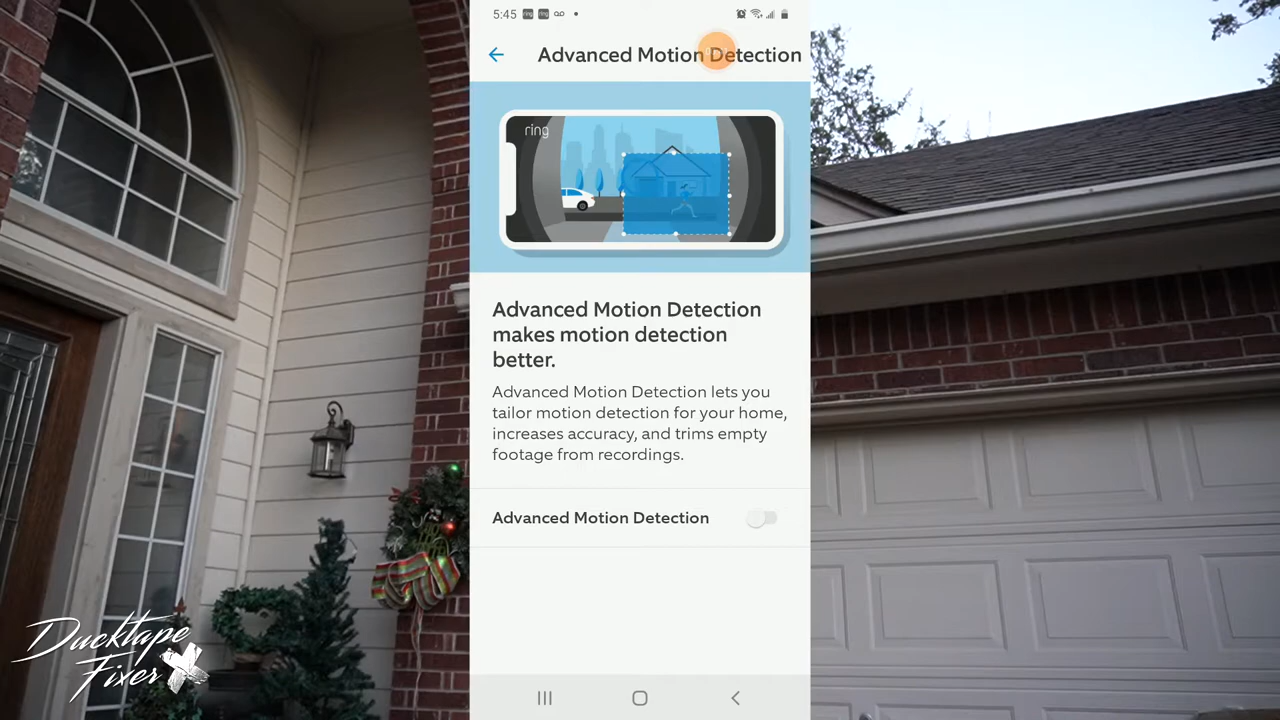 5:45
Advanced Motion Detection
ring
Advanced Motion Detection
makes motion detection
better.
Advanced Motion Detection lets you
tailor motion detection for your home,
increases accuracy, and trims empty
footage from recordings.
Advanced Motion Detection
Ducktape
Fixer